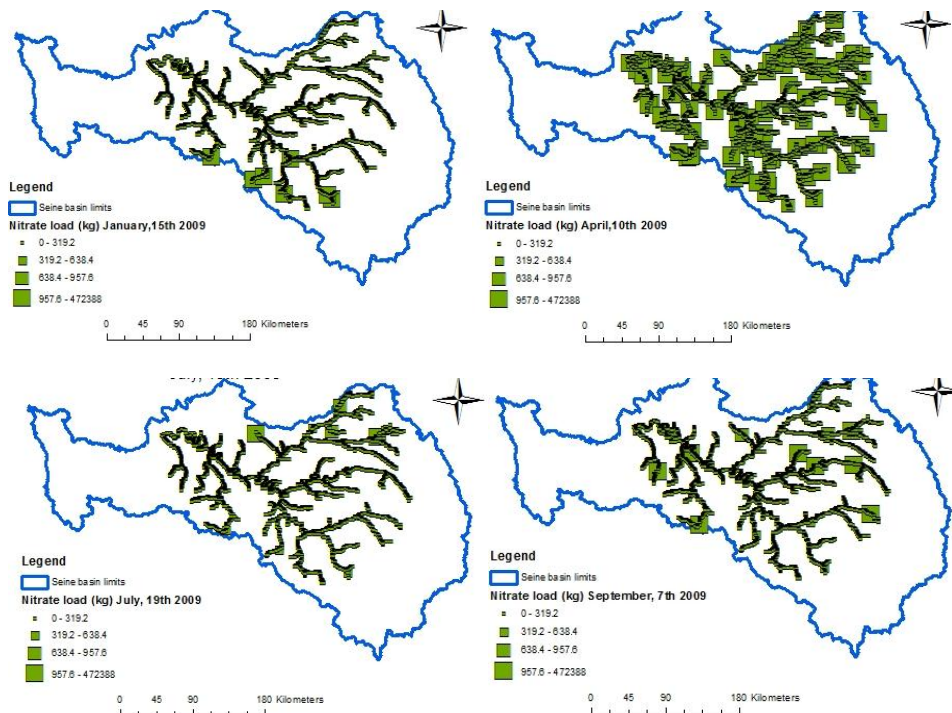 Legend
Seine basin limits
Nitrate load (kg) January,15th 2009
0 - 319.2
319.2 - 638.4
638.4 - 957.6
957.6 - 472388
0 45 90 180 Kilometers
Legend
Seine basin limits
Nitrate load (kg) April,10th 2009
0 - 319.2
319.2 - 638.4
638.4 - 957.6
957.6 - 472388
0 45 90 180 Kilometers
Legend
Seine basin limits
Nitrate load (kg) July, 19th 2009
0 - 319.2
319.2 - 638.4
638.4 - 957.6
957.6 - 472388
0 45 90 180 Kilometers
Legend
Seine basin limits
Nitrate load (kg) September, 7th 2009
0 - 319.2
319.2 - 638.4
638.4 - 957.6
957.6 - 472388
0 45 90 180 Kilometers